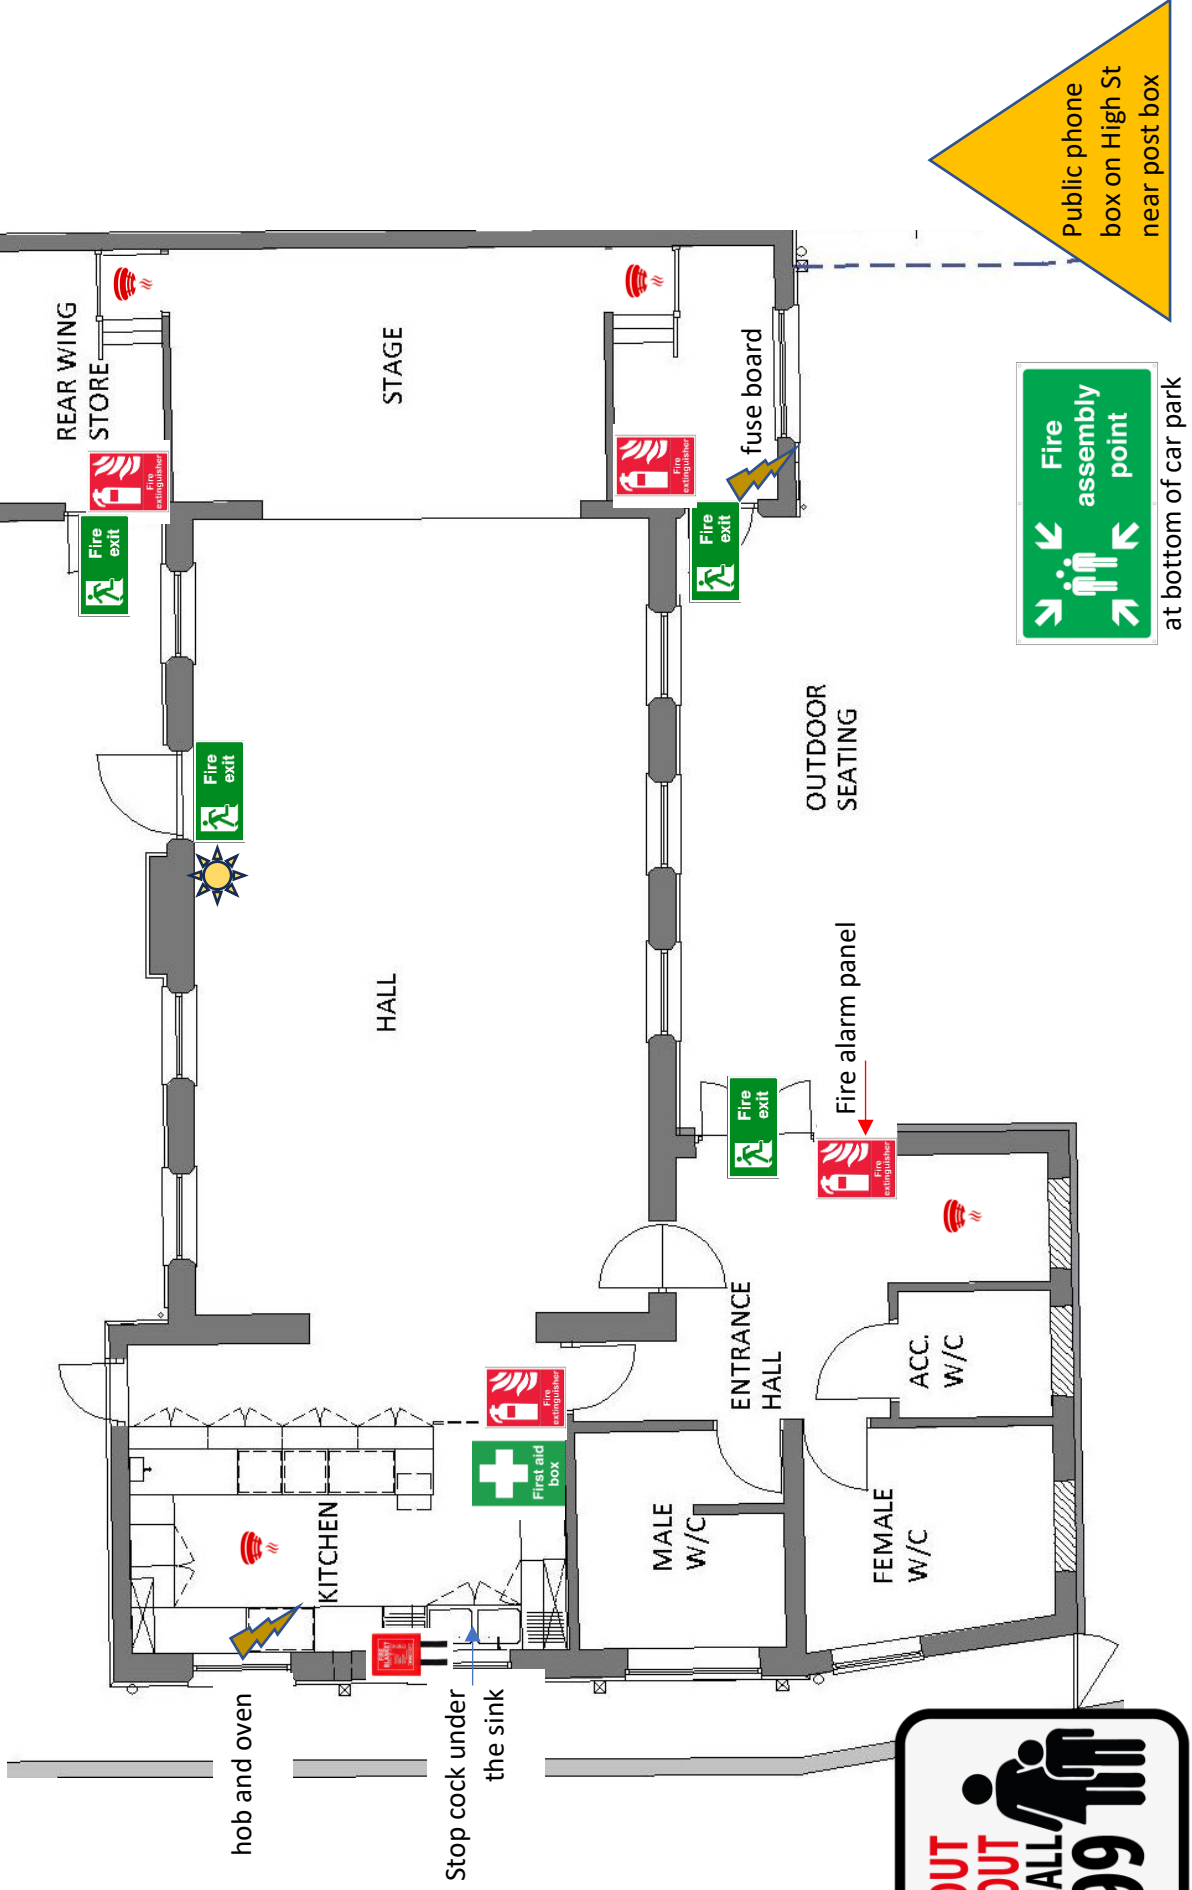 REAR WING
STORE
Fire
exit
Fire
extinguisher
Fire
exit
hob and oven
KITCHEN
HALL
STAGE
FIRE
BLANKET
Stop cock under
the sink
First aid
box
Fire
extinguisher
MALE
W/C
Fire
extinguisher
Fire
exit
fuse board
ENTRANCE
HALL
Fire
exit
OUTDOOR
SEATING
Fire alarm panel
Fire
extinguisher
FEMALE
W/C
ACC.
W/C
OUT
OUT
ALL
99
Fire
assembly
point
at bottom of car park
Public phone
box on High St
near post box